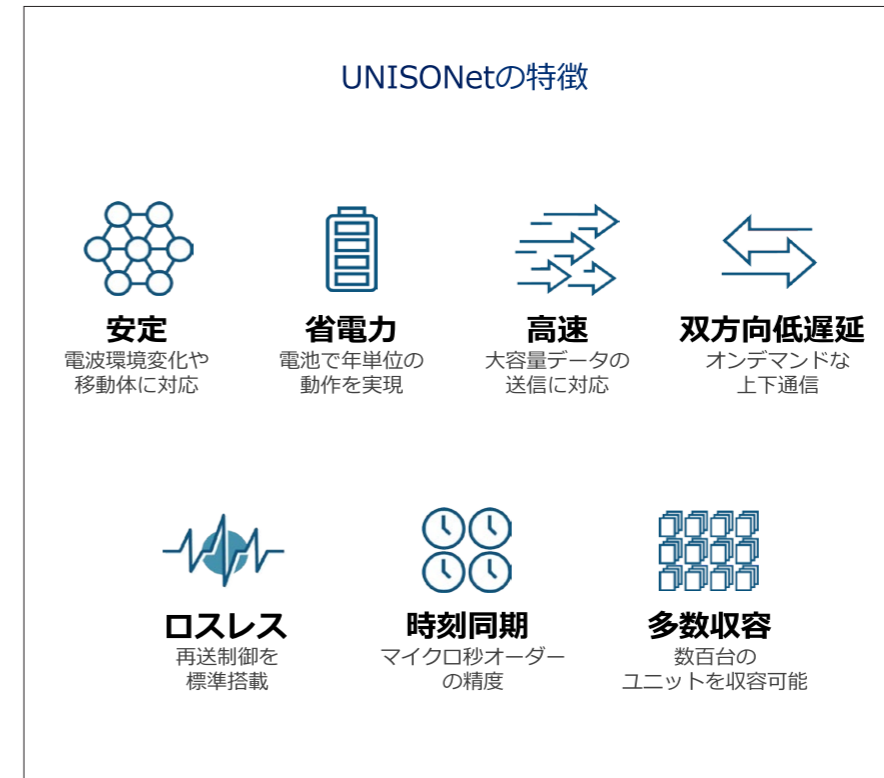 UNISONetの特徴
安定
電波環境変化や
移動体に対応
省電力
電池で年単位の
動作を実現
高速
大容量データの
送信に対応
双方向低遅延
オンデマンドな
上下通信
ロスレス
再送制御を
標準搭載
時刻同期
マイクロ秒オーダー
の精度
多数収容
数百台の
ユニットを収容可能